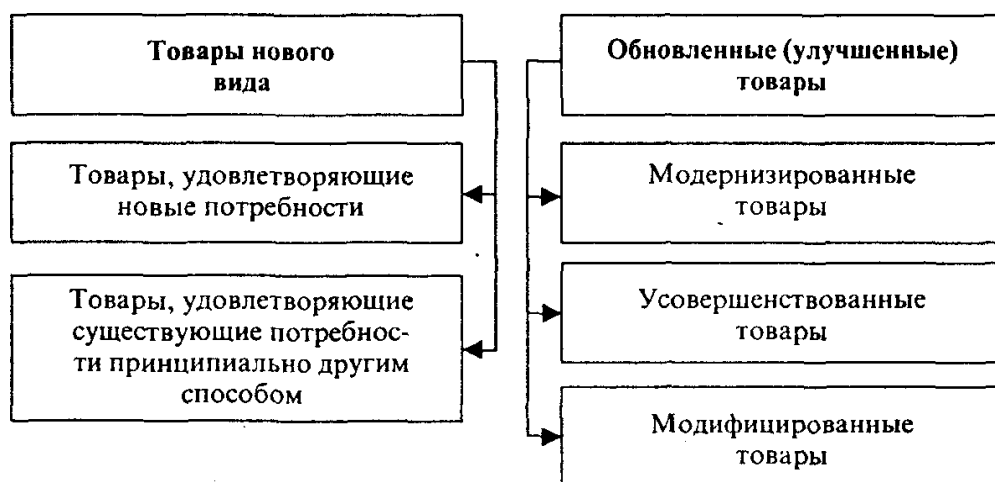 Товары нового
вида
Товары, удовлетворяющие
новые потребности
Товары, удовлетворяющие
существующие потребнос-
ти принципиально другим
способом
Обновленные (улучшенные)
товары
Модернизированные
товары
Усовершенствованные
товары
Модифицированные
товары